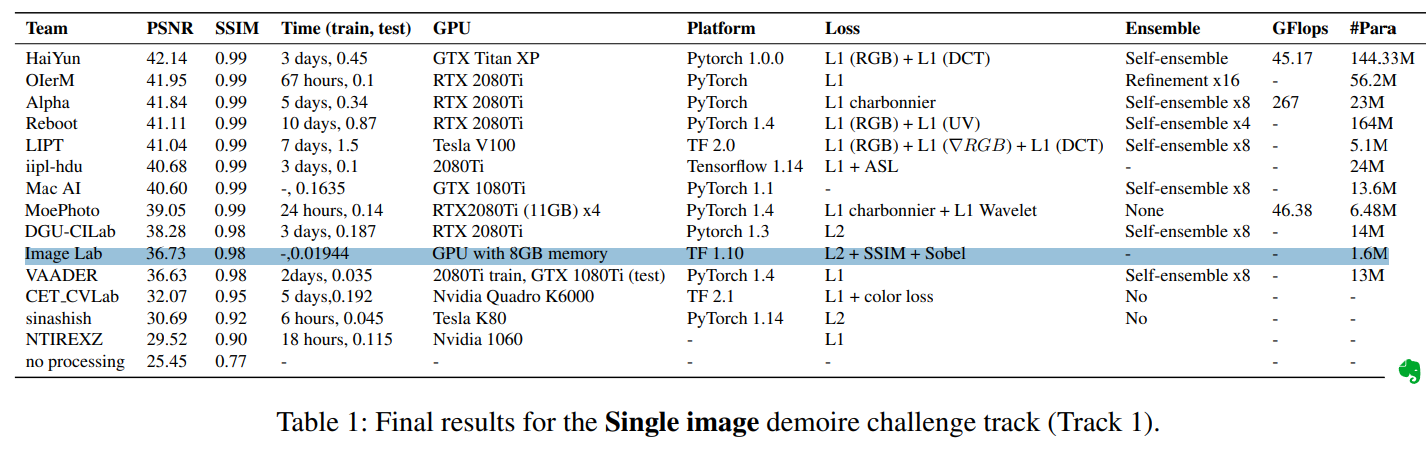 Team PSNR SSIM Time (train, test) GPU Platform Loss Ensemble GFlops #Para
HaiYun 42.14 0.99 3 days, 0.45 GTX Titan XP Pytorch 1.0.0 L1 (RGB) + L1 (DCT) Self-ensemble 45.17 144.33M
OIerM 41.95 0.99 67 hours, 0.1 RTX 2080Ti PyTorch L1 Refinement x16 - 56.2M
Alpha 41.84 0.99 5 days, 0.34 RTX 2080Ti PyTorch L1 charbonnier Self-ensemble x8 267 23M
Reboot 41.11 0.99 10 days, 0.87 RTX 2080Ti PyTorch 1.4 L1 (RGB) + L1 (UV) Self-ensemble x4 - 164M
LIPT 41.04 0.99 7 days, 1.5 Tesla V100 TF 2.0 L1 (RGB) + L1 (∇RGB) + L1 (DCT) Self-ensemble x8 - 5.1M
iipl-hdu 40.68 0.99 3 days, 0.1 2080Ti Tensorflow 1.14 L1 + ASL - - 24M
Mac AI 40.60 0.99 -, 0.1635 GTX 1080Ti PyTorch 1.1 - Self-ensemble x8 - 13.6M
MoePhoto 39.05 0.99 24 hours, 0.14 RTX2080Ti (11GB) x4 PyTorch 1.4 L1 charbonnier + L1 Wavelet None 46.38 6.48M
DGU-CILab 38.28 0.98 3 days, 0.187 RTX 2080Ti Pytorch 1.3 L2 Self-ensemble x8 - 14M
Image Lab 36.73 0.98 -,0.01944 GPU with 8GB memory TF 1.10 L2 + SSIM + Sobel - - 1.6M
VAADER 36.63 0.98 2days, 0.035 2080Ti train, GTX 1080Ti (test) PyTorch 1.4 L1 Self-ensemble x8 - 13M
CET_CVLab 32.07 0.95 5 days,0.192 Nvidia Quadro K6000 TF 2.1 L1 + color loss No - -
sinashish 30.69 0.92 6 hours, 0.045 Tesla K80 PyTorch 1.14 L2 No - -
NTIREXZ 29.52 0.90 18 hours, 0.115 Nvidia 1060 - L1 - - -
no processing 25.45 0.77 - - - - - - -
Table 1: Final results for the Single image demoire challenge track (Track 1).